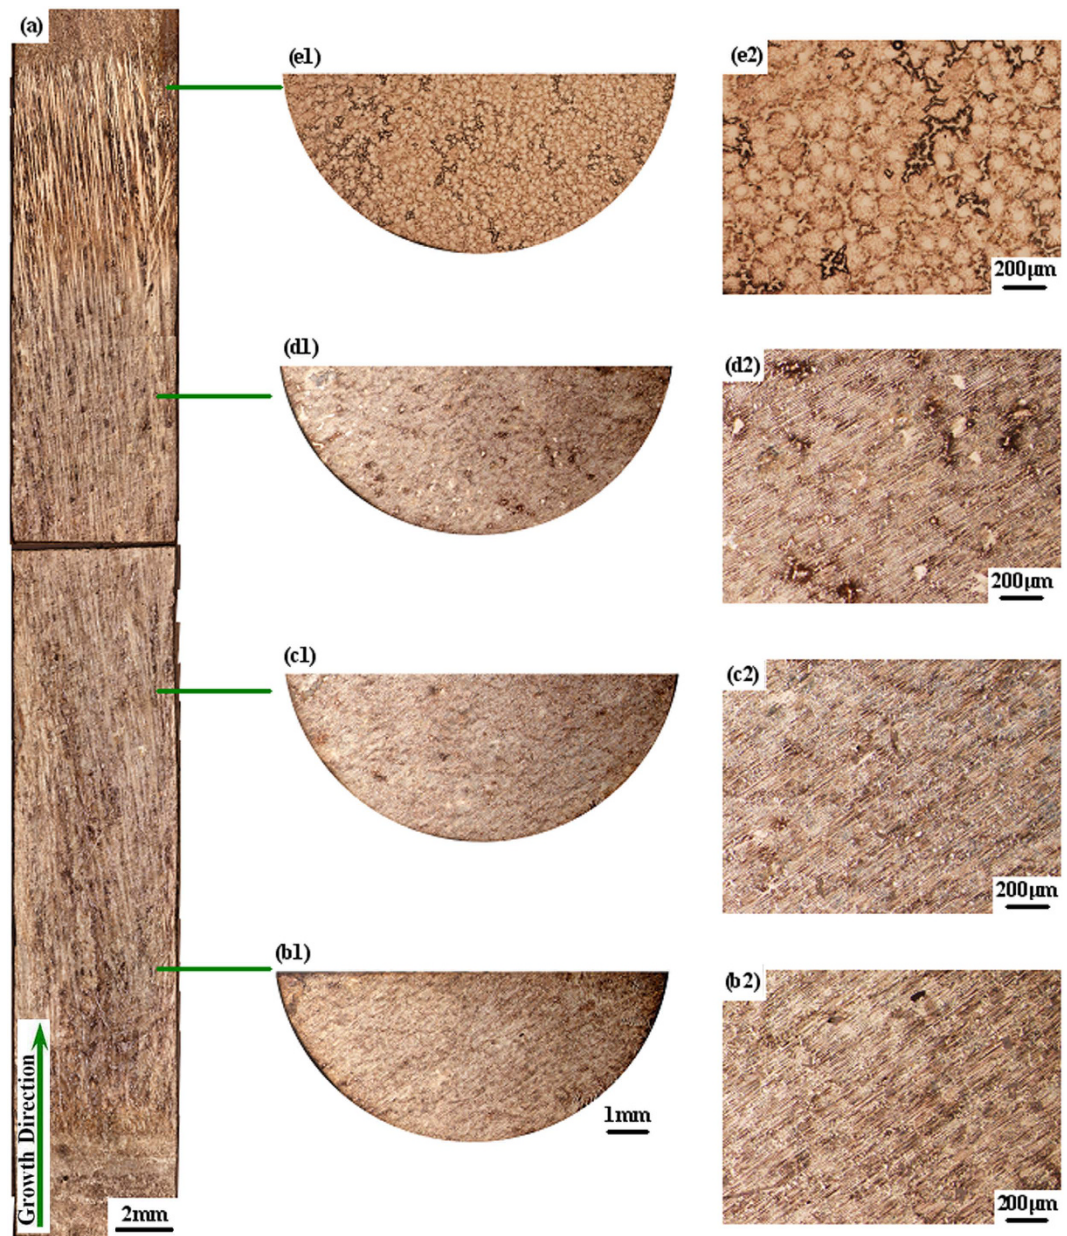 (a)
(e1)
(e2)
200μm
(d1)
(d2)
200μm
(c1)
(c2)
200μm
(b1)
(b2)
1mm
200μm
Growth Direction
2mm